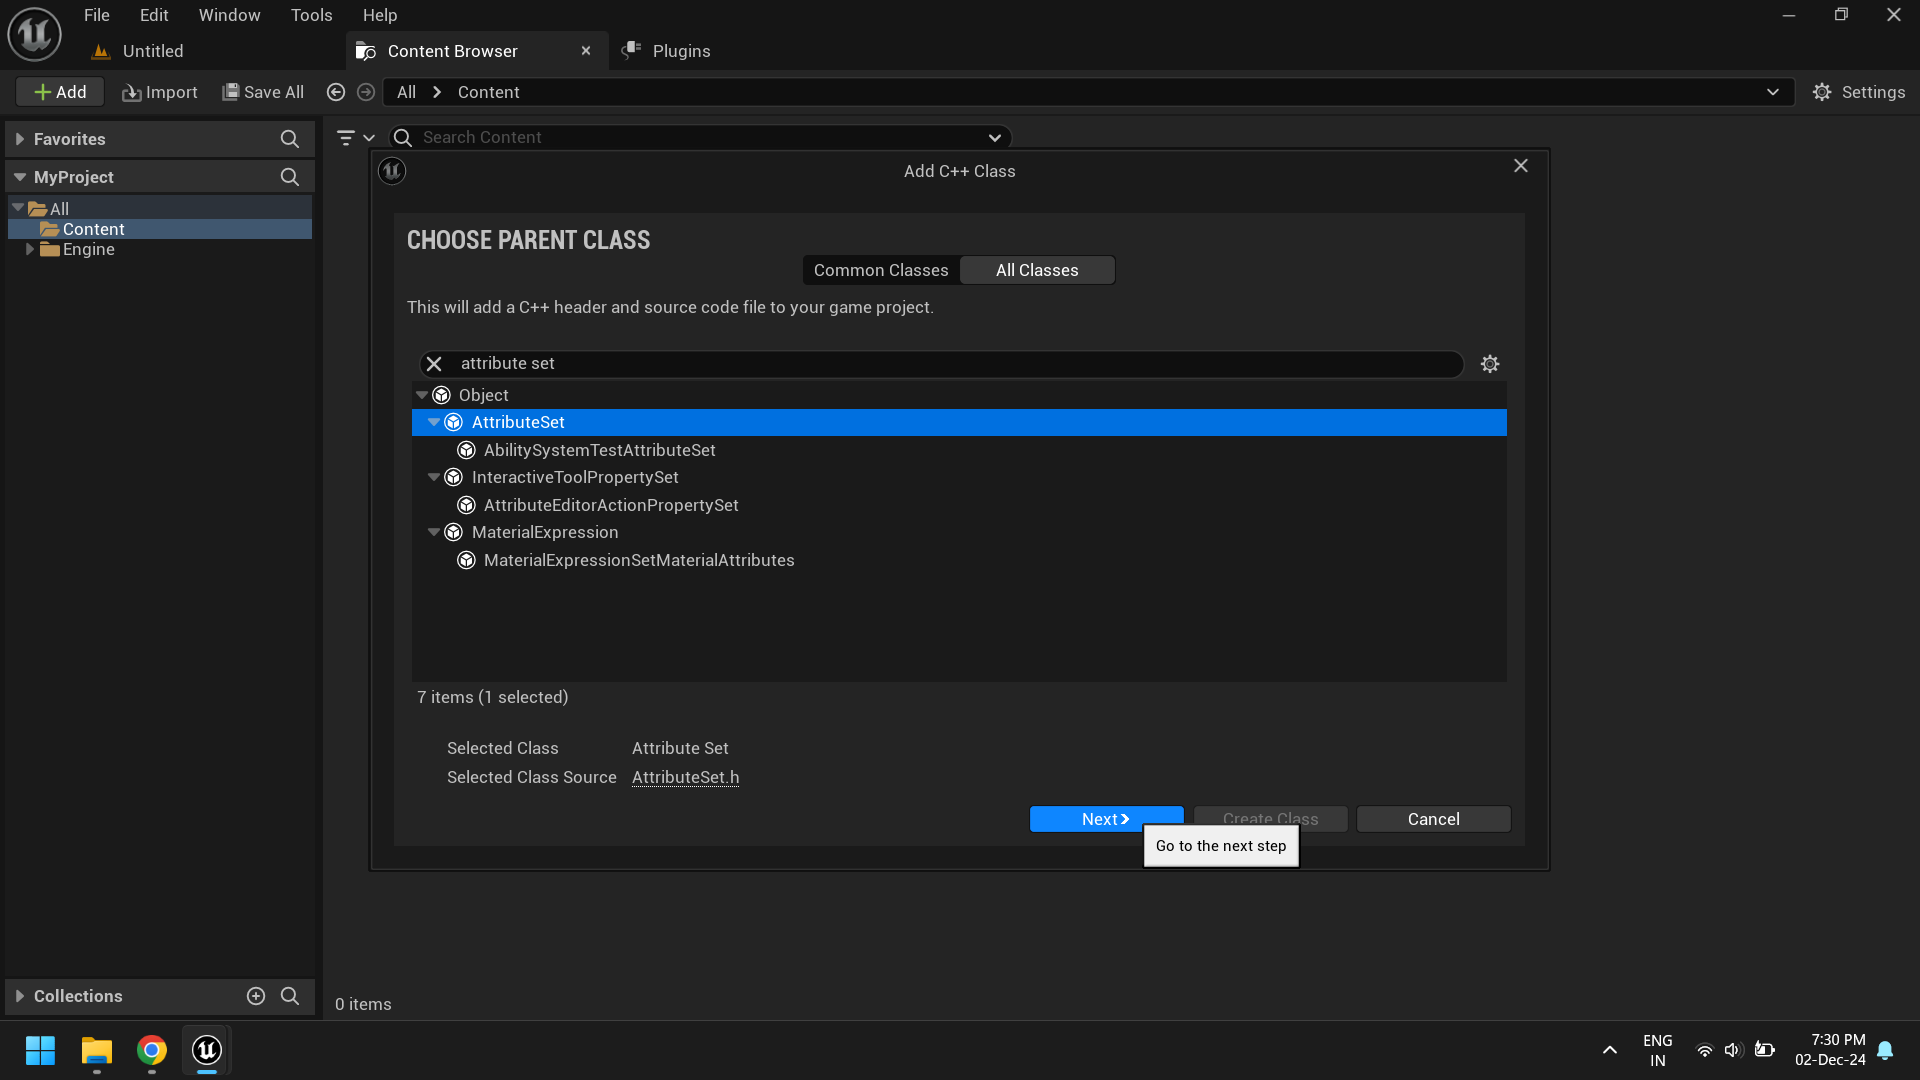 File Edit Window Tools Help
Untitled
Content Browser
Plugins
Add
Import
Save All
All
Content
Settings
Favorites
MyProject
All
Content
Engine
Collections
Search Content
Add C++ Class
CHOOSE PARENT CLASS
Common Classes
All Classes
This will add a C++ header and source code file to your game project.
attribute set
Object
AttributeSet
AbilitySystemTestAttributeSet
InteractiveToolPropertySet
AttributeEditorActionPropertySet
MaterialExpression
MaterialExpressionSetMaterialAttributes
7 items (1 selected)
Selected Class Attribute Set
Selected Class Source AttributeSet.h
Next
Create Class
Cancel
Go to the next step
0 items
ENG
IN
7:30 PM
02-Dec-24